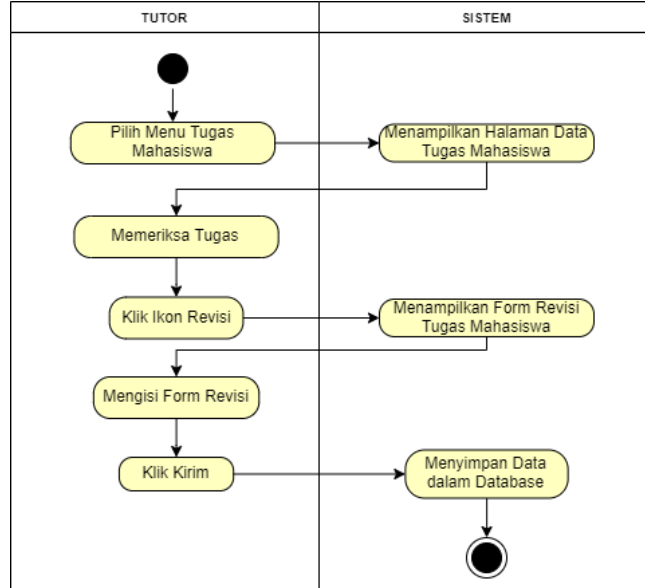 TUTOR
SISTEM
Pilih Menu Tugas
Mahasiswa
Menampilkan Halaman Data
Tugas Mahasiswa
Memeriksa Tugas
Klik Ikon Revisi
Menampilkan Form Revisi
Tugas Mahasiswa
Mengisi Form Revisi
Klik Kirim
Menyimpan Data
dalam Database